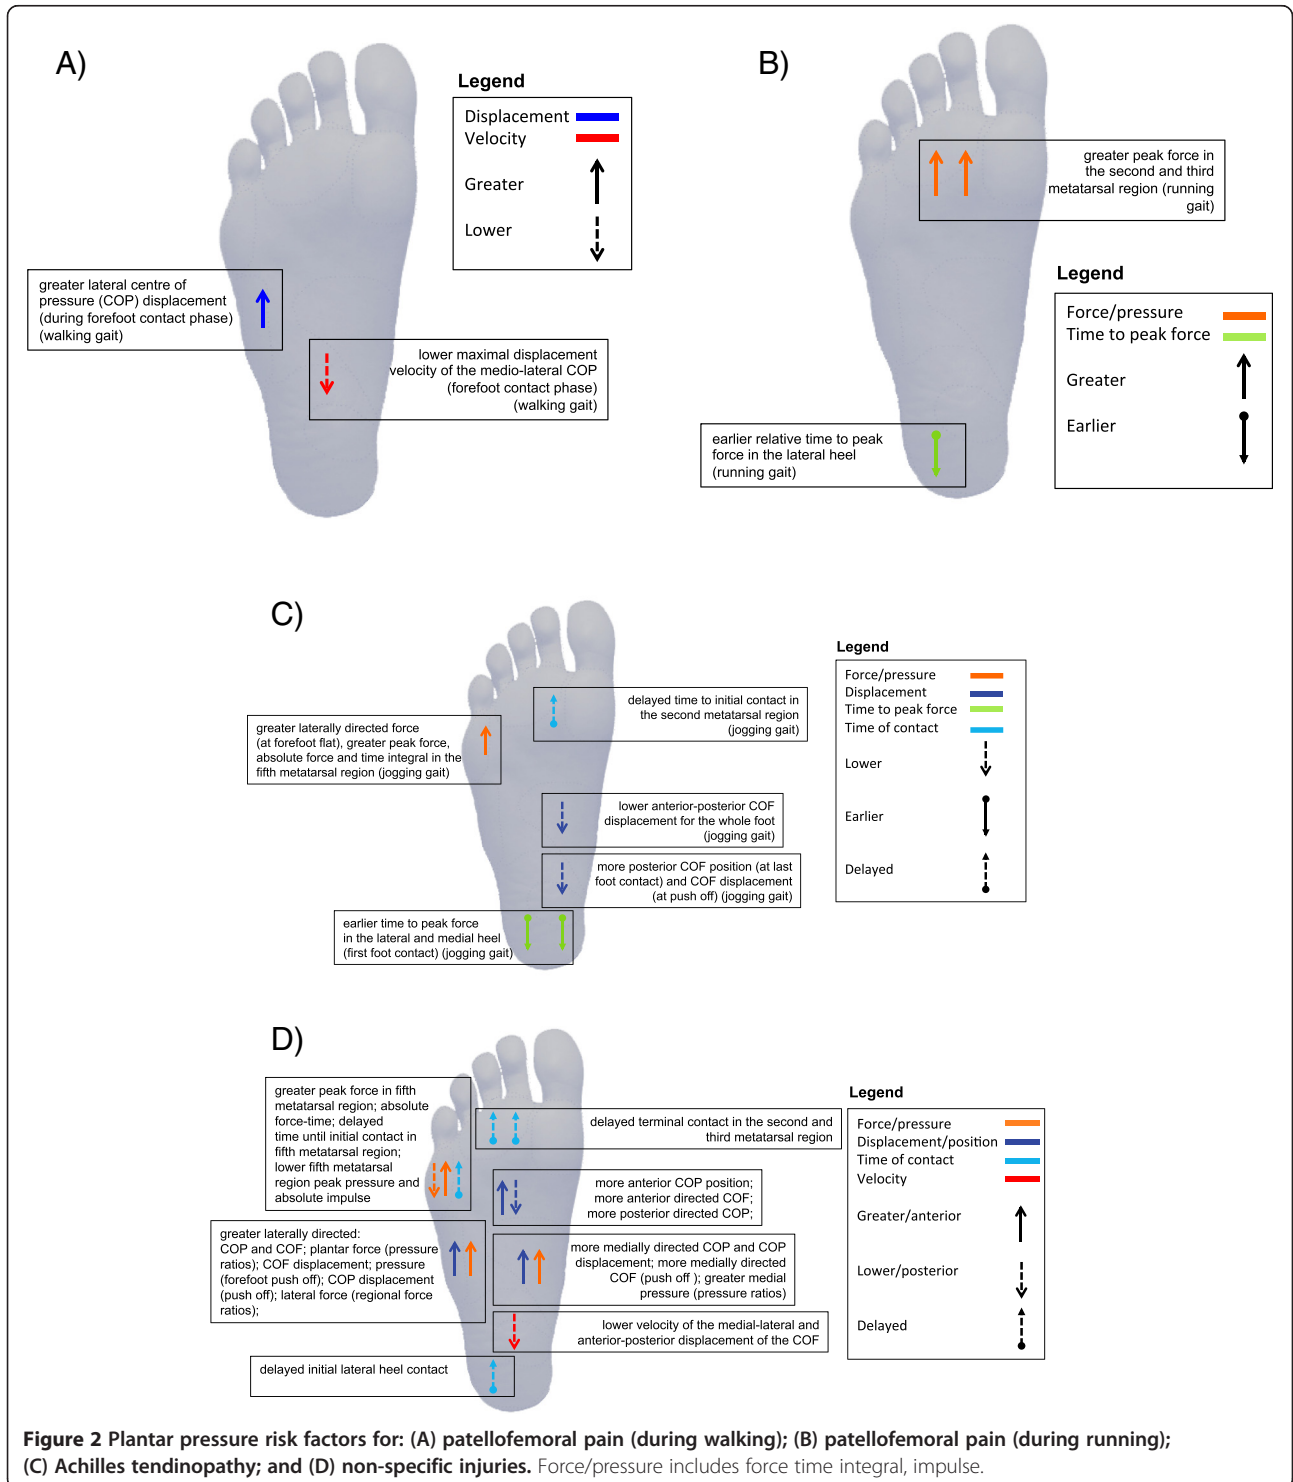 A)
Legend
Displacement
Velocity
Greater
Lower
greater lateral centre of
pressure (COP) displacement
(during forefoot contact phase)
(walking gait)
lower maximal displacement
velocity of the medio-lateral COP
(forefoot contact phase)
(walking gait)
B)
greater peak force in
the second and third
metatarsal region (running
gait)
Legend
Force/pressure
Time to peak force
Greater
Earlier
earlier relative time to peak
force in the lateral heel
(running gait)
C)
Legend
Force/pressure
Displacement
Time to peak force
Time of contact
Lower
Earlier
Delayed
delayed time to initial contact in
the second metatarsal region
(jogging gait)
greater laterally directed force
(at forefoot flat), greater peak force,
absolute force and time integral in the
fifth metatarsal region (jogging gait)
lower anterior-posterior COF
displacement for the whole foot
(jogging gait)
more posterior COF position (at last
foot contact) and COF displacement
(at push off) (jogging gait)
earlier time to peak force
in the lateral and medial heel
(first foot contact) (jogging gait)
D)
greater peak force in fifth
metatarsal region; absolute
force-time; delayed
time until initial contact in
fifth metatarsal region;
lower fifth metatarsal
region peak pressure and
absolute impulse
delayed terminal contact in the second and
third metatarsal region
more anterior COP position;
more anterior directed COF;
more posterior directed COP;
greater laterally directed:
COP and COF; plantar force (pressure
ratios); COF displacement; pressure
(forefoot push off); COP displacement
(push off); lateral force (regional force
ratios);
more medially directed COP and COP
displacement; more medially directed
COF (push off ); greater medial
pressure (pressure ratios)
lower velocity of the medial-lateral and
anterior-posterior displacement of the COF
delayed initial lateral heel contact
Legend
Force/pressure
Displacement/position
Time of contact
Velocity
Greater/anterior
Lower/posterior
Delayed
Figure 2 Plantar pressure risk factors for: (A) patellofemoral pain (during walking); (B) patellofemoral pain (during running);
(C) Achilles tendinopathy; and (D) non-specific injuries. Force/pressure includes force time integral, impulse.